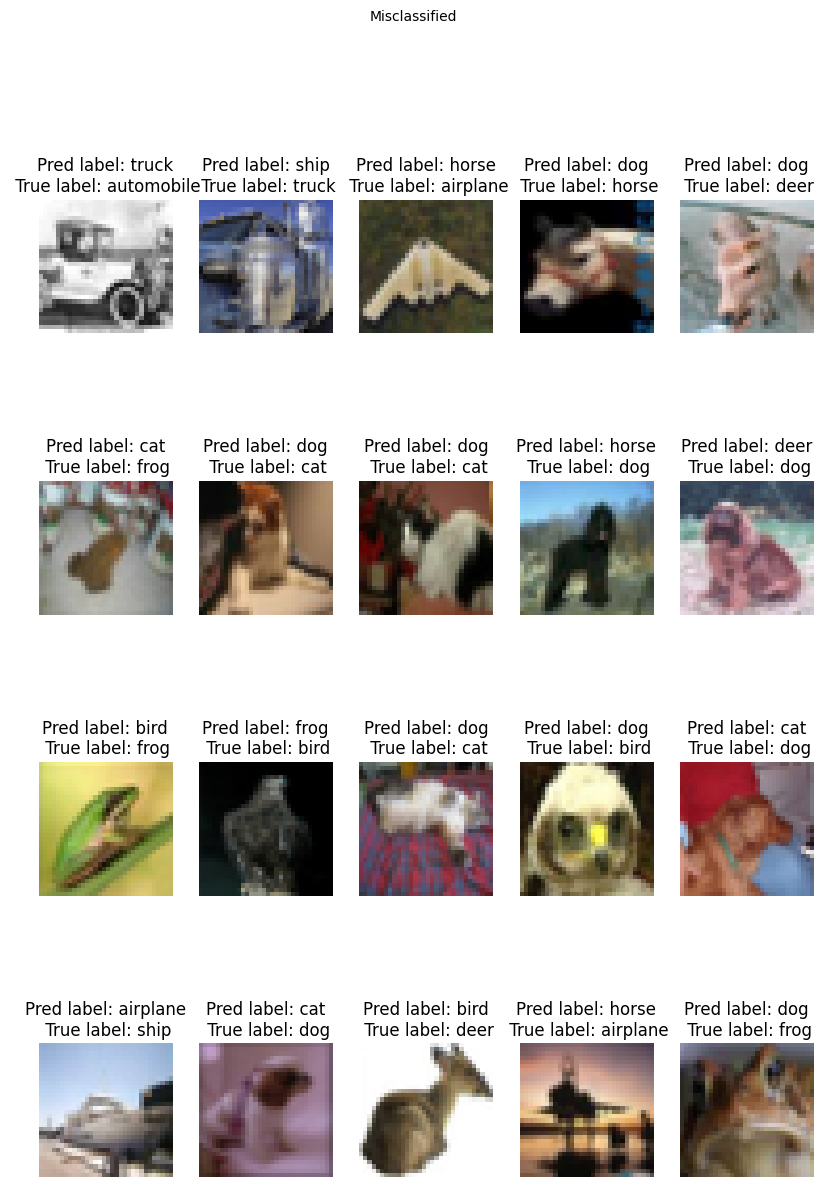 Misclassified
Pred label: truck
True label: automobile
Pred label: ship
True label: truck
Pred label: horse
True label: airplane
Pred label: dog
True label: horse
Pred label: dog
True label: deer
Pred label: cat
True label: frog
Pred label: dog
True label: cat
Pred label: dog
True label: cat
Pred label: horse
True label: dog
Pred label: deer
True label: dog
Pred label: bird
True label: frog
Pred label: frog
True label: bird
Pred label: dog
True label: cat
Pred label: dog
True label: bird
Pred label: cat
True label: dog
Pred label: airplane
True label: ship
Pred label: cat
True label: dog
Pred label: bird
True label: deer
Pred label: horse
True label: airplane
Pred label: dog
True label: frog